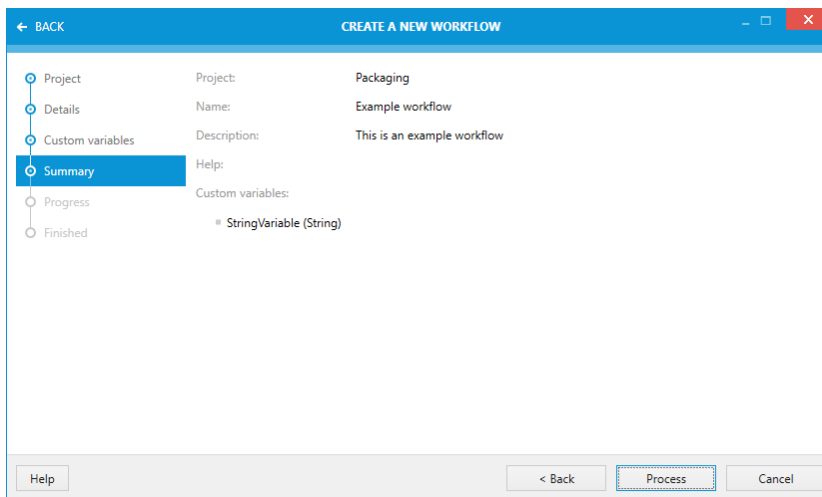 ← BACK CREATE A NEW WORKFLOW
Project
Details
Custom variables
Summary
Progress
Finished
Project: Packaging
Name: Example workflow
Description: This is an example workflow
Help:
Custom variables:
StringVariable (String)
Help < Back Process Cancel